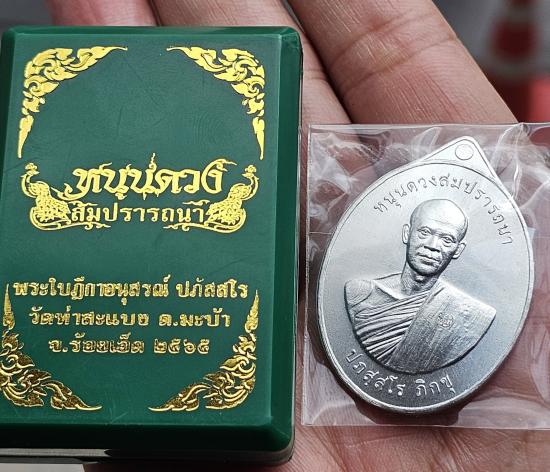 หนุนดวง
สมปรารถนา
พระใบฎีกาอนุสรณ์ ปภัสสโร
วัดท่าสะแบง ต.มะบ้า
จ.ร้อยเอ็ด ๒๕๖๕
หนุนดวงสมปรารถนา
ปภสฺสโร ภิกขุ